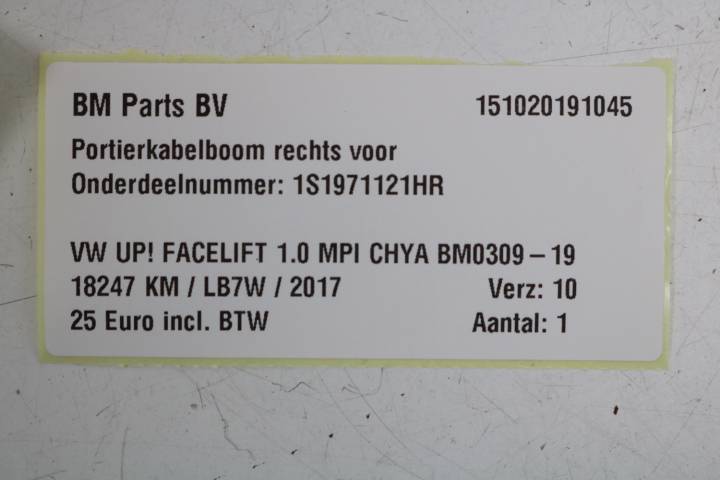 BM Parts BV 151020191045
Portierkabelboom rechts voor
Onderdeelnummer: 1S1971121HR
VW UP! FACELIFT 1.0 MPI CHYA BM0309 – 19
18247 KM / LB7W / 2017 Verz: 10
25 Euro incl. BTW Aantal: 1